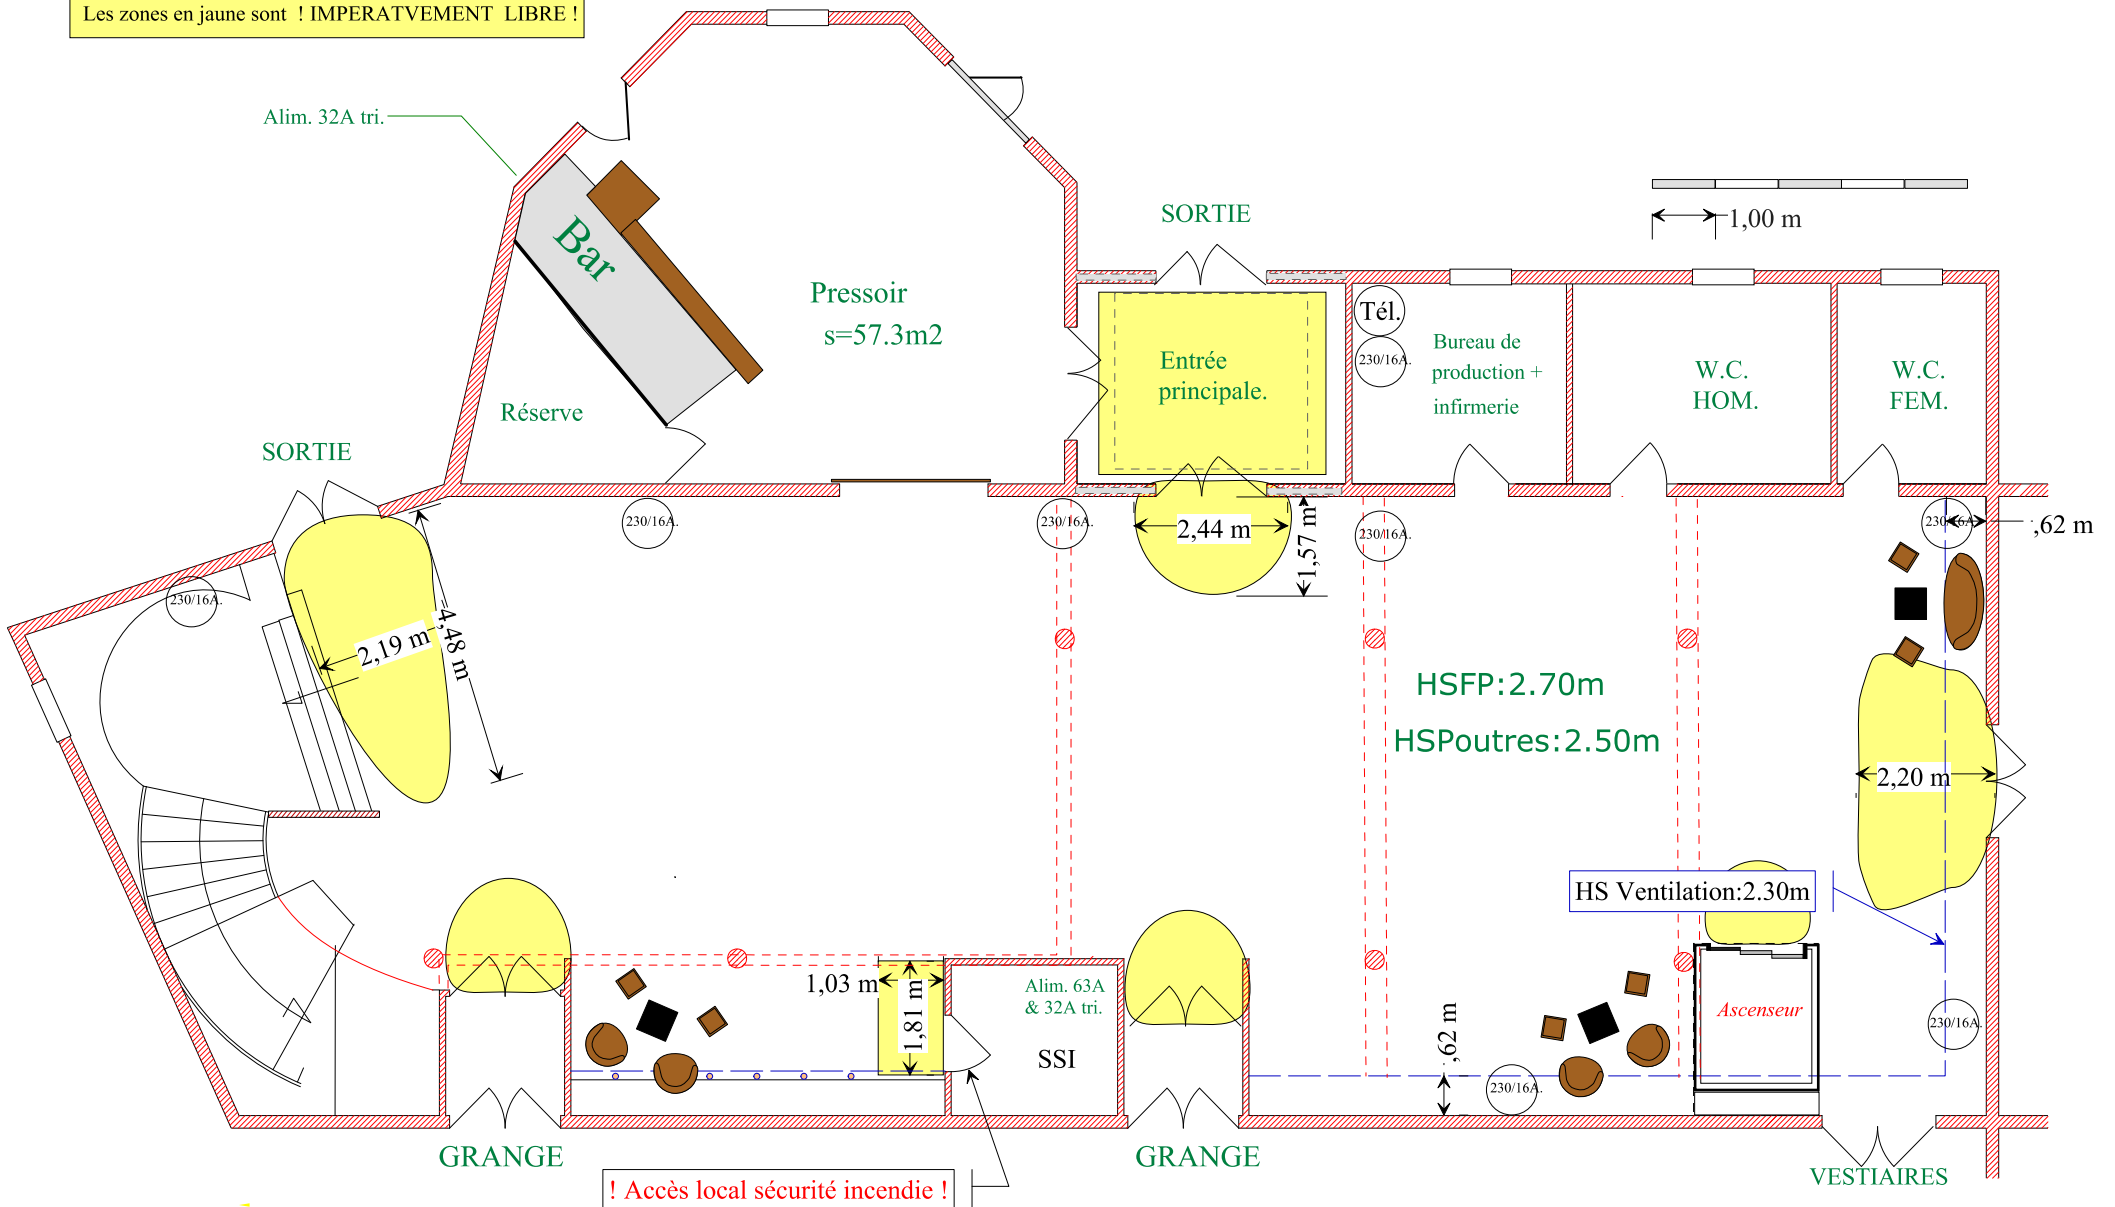 Les zones en jaune sont ! IMPERATVEMENT LIBRE !
Alim. 32A tri.
SORTIE
1,00 m
Bar
Pressoir
s=57.3m2
Tél.
230/16A.
Bureau de
production +
infirmerie
Entrée
principale.
W.C.
HOM.
W.C.
FEM.
Réserve
SORTIE
230/16A.
230/16A.
2,44 m
1,57 m
230/16A.
230/16A.
,62 m
230/16A.
2,19 m
4,48 m
HSFP:2.70m
HSPoutres:2.50m
2,20 m
HS Ventilation:2.30m
1,03 m
1,81 m
Alim. 63A
& 32A tri.
SSI
,62 m
Ascenseur
230/16A.
230/16A.
GRANGE
GRANGE
VESTIAIRES
! Accès local sécurité incendie !